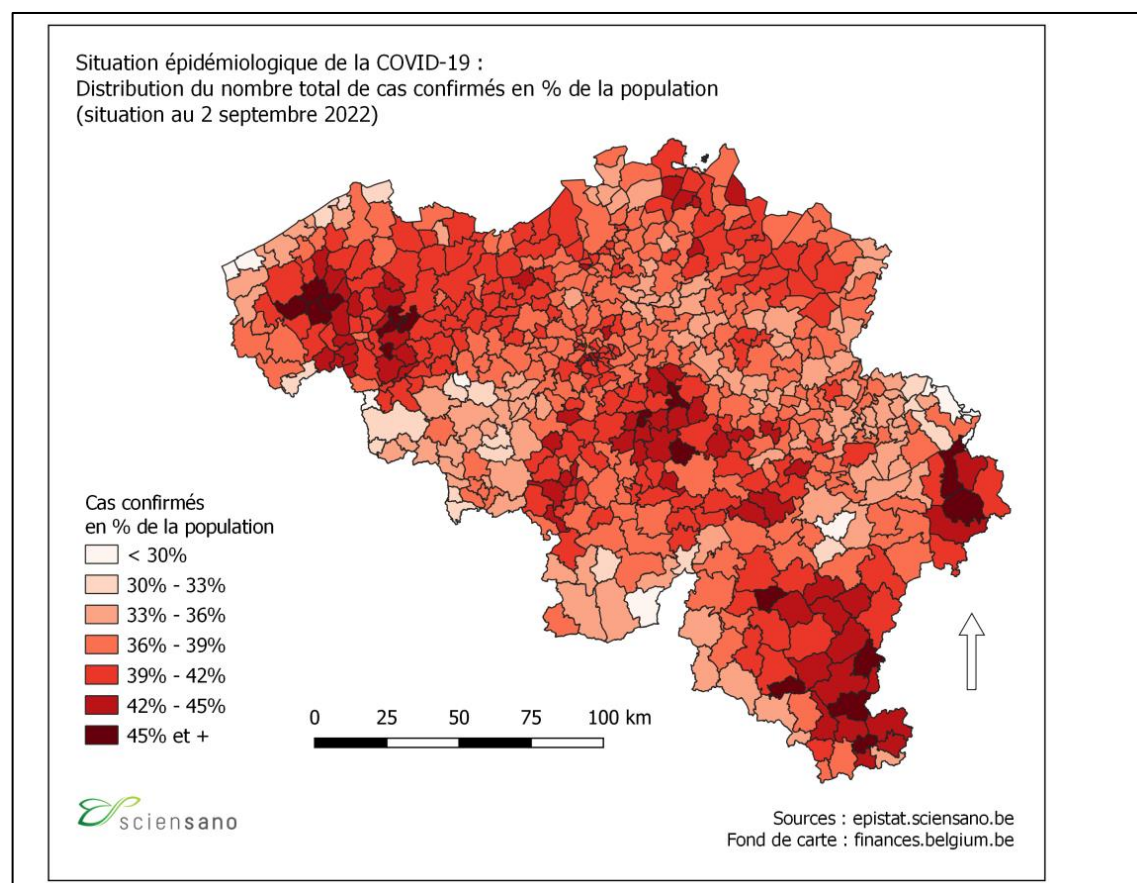 Situation épidémiologique de la COVID-19 :
Distribution du nombre total de cas confirmés en % de la population
(situation au 2 septembre 2022)
Cas confirmés
en % de la population
< 30%
30% - 33%
33% - 36%
36% - 39%
39% - 42%
42% - 45%
45% et +
0 25 50 75 100 km
sciensano
Sources : epistat.sciensano.be
Fond de carte : finances.belgium.be